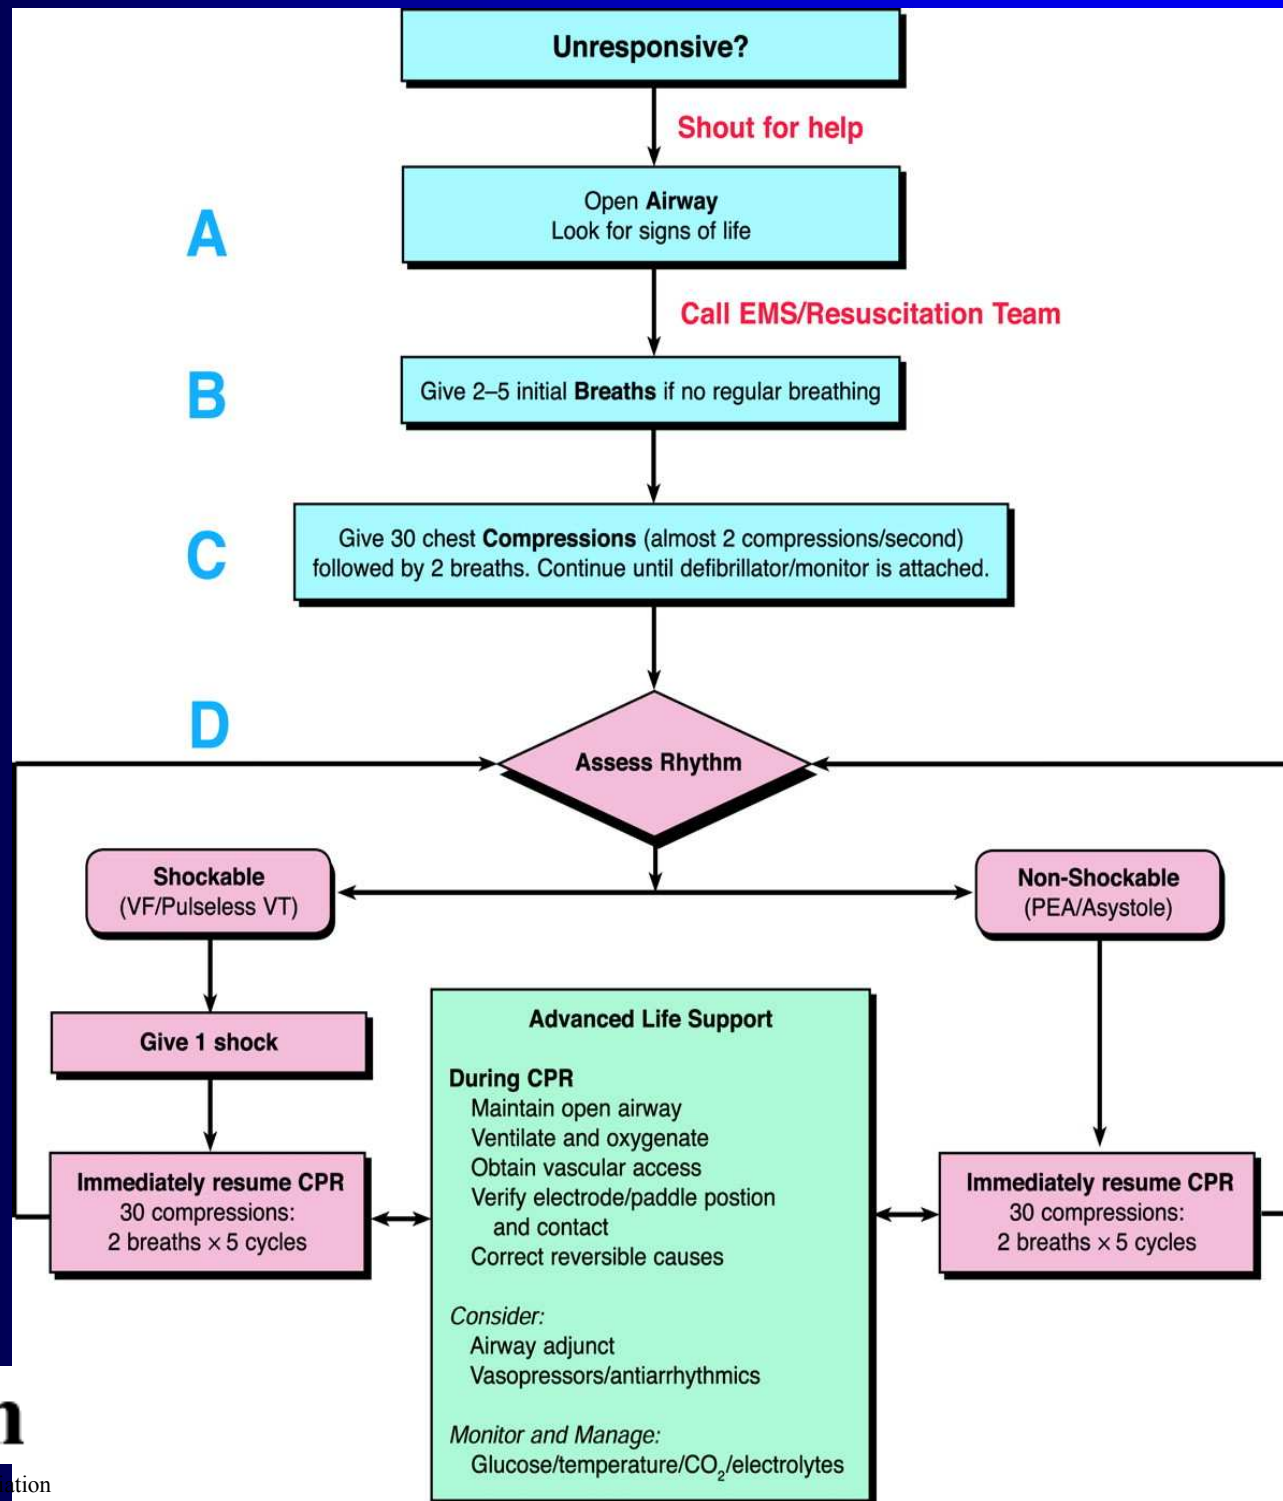 Unresponsive?
Shout for help
A
Open Airway
Look for signs of life
Call EMS/Resuscitation Team
B
Give 2–5 initial Breaths if no regular breathing
C
Give 30 chest Compressions (almost 2 compressions/second)
followed by 2 breaths. Continue until defibrillator/monitor is attached.
D
Assess Rhythm
Shockable
(VF/Pulseless VT)
Non-Shockable
(PEA/Asystole)
Give 1 shock
Immediately resume CPR
30 compressions:
2 breaths × 5 cycles
Advanced Life Support
During CPR
Maintain open airway
Ventilate and oxygenate
Obtain vascular access
Verify electrode/paddle postion
and contact
Correct reversible causes
Consider:
Airway adjunct
Vasopressors/antiarrhythmics
Monitor and Manage:
Glucose/temperature/CO₂/electrolytes
Immediately resume CPR
30 compressions:
2 breaths × 5 cycles